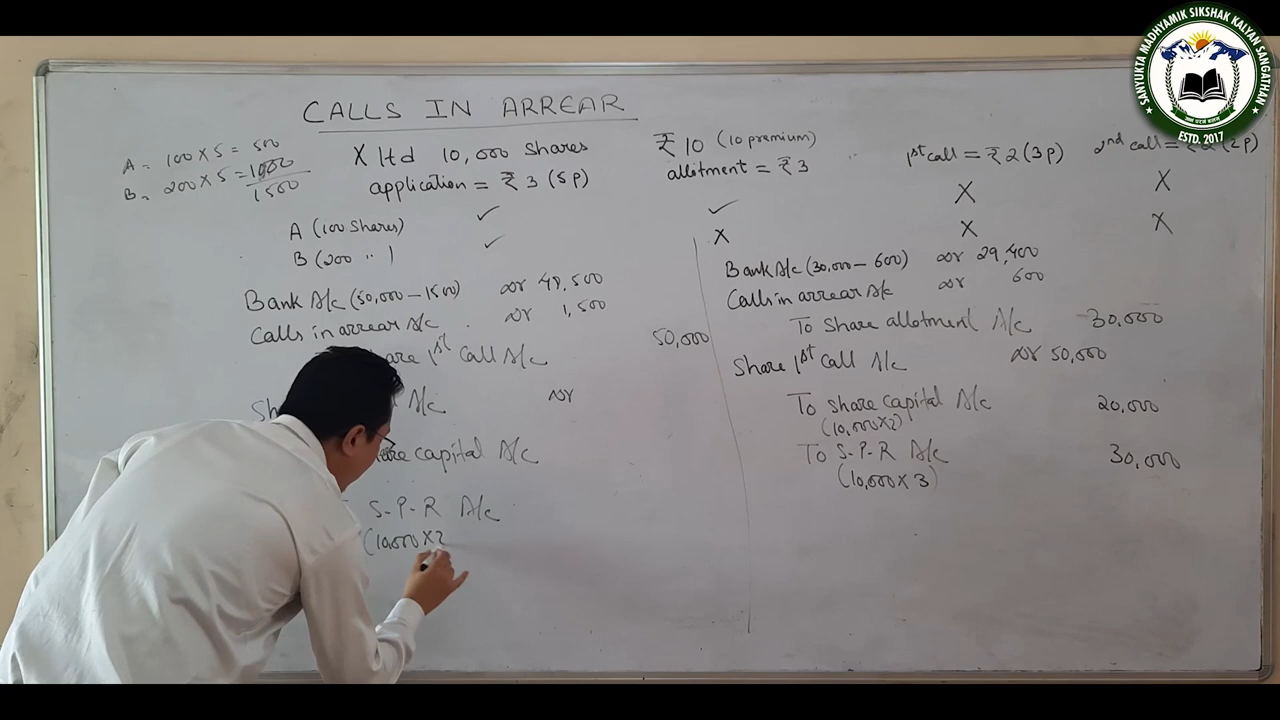 CALLS IN ARREAR
A = 100 X 5 = 500
B = 200 X 5 = 1000
1500
X ltd 10,000 shares
₹ 10 (10 premium)
application = ₹ 3 (5 p)
allotment = ₹ 3
1st call = ₹ 2 (3 p)
2nd call =
A (100 shares) ✓ ✓ X X
B (200 " ) ✓ X X X
Bank A/c (50,000 - 1500) Dr 48,500
Calls in arrear A/c Dr 1,500
are 1st Call A/c 50,000
Sh A/c Dr
are capital A/c
S-P-R A/c
(10,000 X 2
Bank A/c (30,000 - 600) Dr 29,400
Calls in arrear A/c Dr 600
To share allotment A/c 30,000
Share 1st Call A/c Dr 50,000
To share capital A/c 20,000
(10,000 X 2)
To S-P-R A/c 30,000
(10,000 X 3)
SANYUKTA MADHYAMIK SIKSHAK KALYAN SANGATHAN
ESTD. 2017